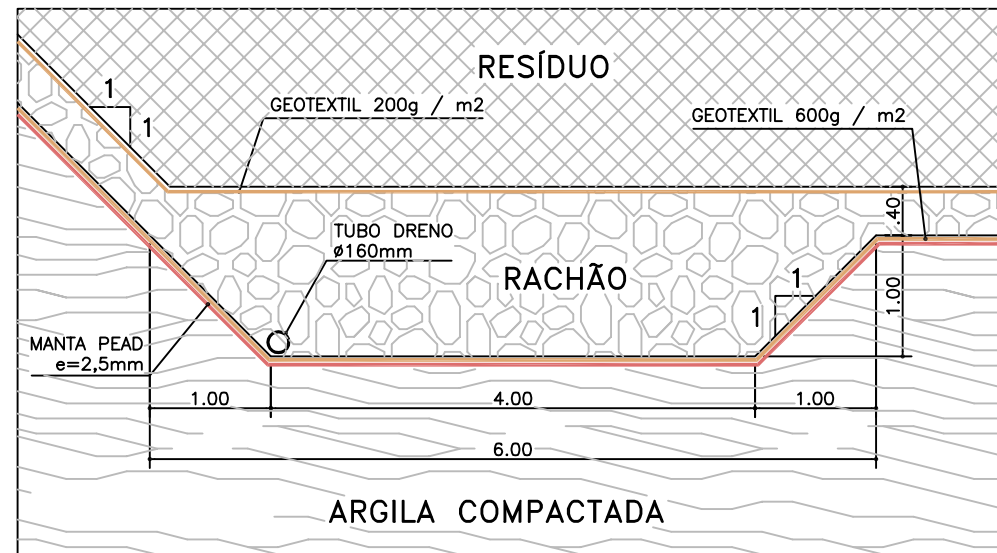 RESÍDUO
1
1
GEOTEXTIL 200g / m2
GEOTEXTIL 600g / m2
.40
TUBO DRENO
ø160mm
RACHÃO
1
1
1.00
MANTA PEAD
e=2,5mm
1.00
4.00
1.00
6.00
ARGILA COMPACTADA